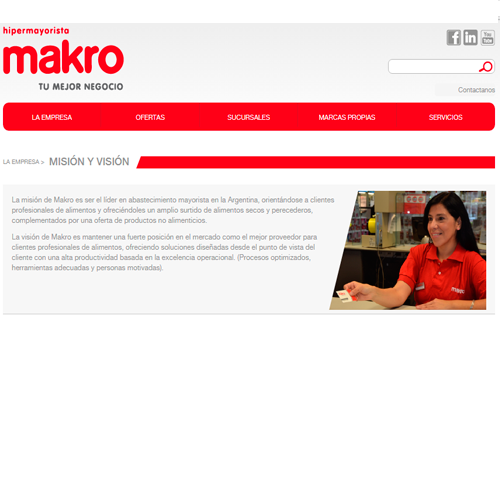 hipermayorista
makro
TU MEJOR NEGOCIO
Contactanos
LA EMPRESA OFERTAS SUCURSALES MARCAS PROPIAS SERVICIOS
LA EMPRESA » MISIÓN Y VISIÓN
La misión de Makro es ser el líder en abastecimiento mayorista en la Argentina, orientándose a clientes
profesionales de alimentos y ofreciéndoles un amplio surtido de alimentos secos y perecederos,
complementados por una oferta de productos no alimenticios.
La visión de Makro es mantener una fuerte posición en el mercado como el mejor proveedor para
clientes profesionales de alimentos, ofreciendo soluciones diseñadas desde el punto de vista del
cliente con una alta productividad basada en la excelencia operacional. (Procesos optimizados,
herramientas adecuadas y personas motivadas).